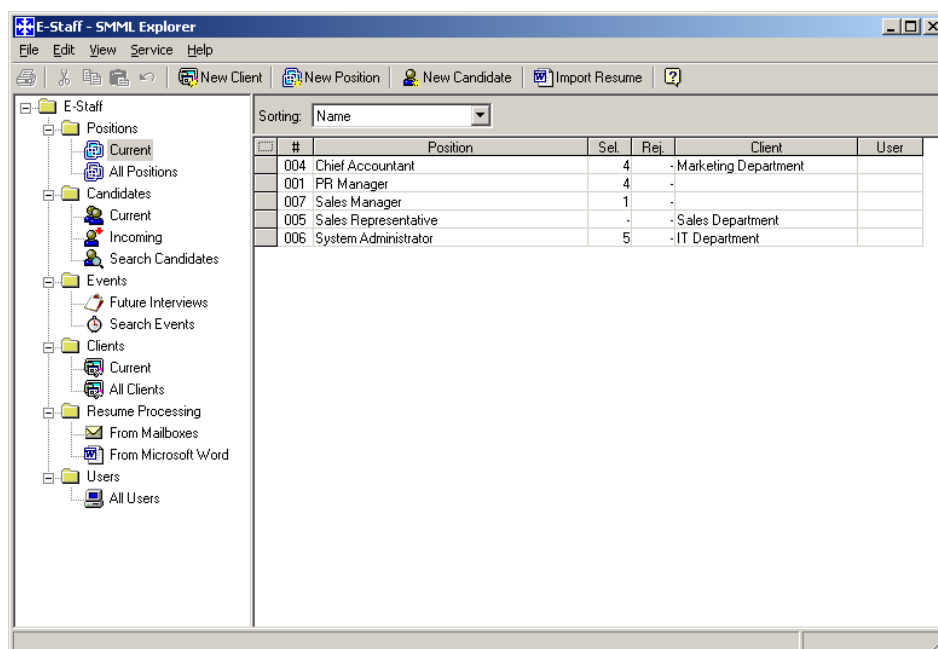 E-Staff - SMML Explorer
File Edit View Service Help
New Client New Position New Candidate Import Resume
E-Staff
Positions
Current
All Positions
Candidates
Current
Incoming
Search Candidates
Events
Future Interviews
Search Events
Clients
Current
All Clients
Resume Processing
From Mailboxes
From Microsoft Word
Users
All Users
Sorting: Name
# Position Sel. Rej. Client User
004 Chief Accountant 4 - Marketing Department
001 PR Manager 4 -
007 Sales Manager 1 -
005 Sales Representative - - Sales Department
006 System Administrator 5 - IT Department